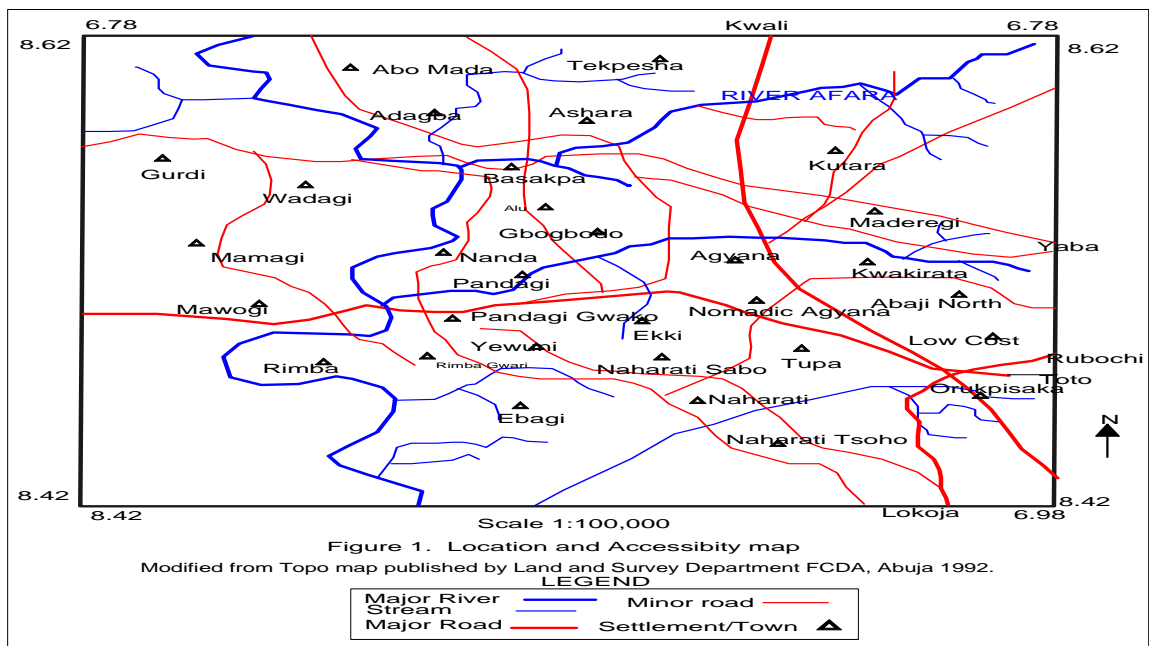 6.78 Kwali 6.78
8.62 8.62
Tekpesha
Abo Mada
RIVER AFARA
Adagba Ashara
Kutara
Gurdi Basakpa
Wadagi
Alu Maderegi
Gbogbodo
Yaba
Mamagi Nanda Agyana
Kwakirata
Pandagi
Abaji North
Mawogi Nomadic Agyana
Pandagi Gwako
Ekki
Low Cost
Yewuni
Rubochi
Rimba Rimba Gwari Naharati Sabo Tupa
Toto
Orukpisaka
Naharati
Ebagi
N
Naharati Tsoho
8.42 8.42
8.42 Lokoja 6.98
Scale 1:100,000
Figure 1. Location and Accessibity map
Modified from Topo map published by Land and Survey Department FCDA, Abuja 1992.
LEGEND
Major River Minor road
Stream
Major Road Settlement/Town